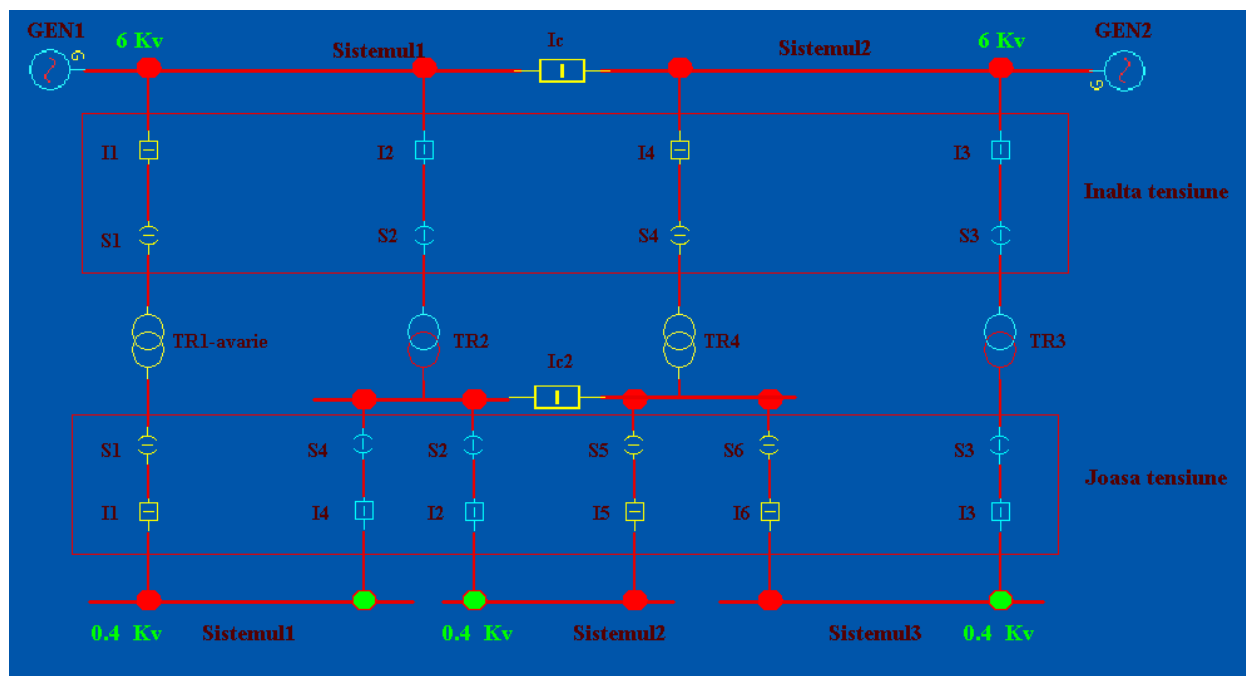 GEN1 6 Kv Sistemul1 Ic Sistemul2 6 Kv GEN2
G G
I1 I2 I4 I3
Inalta tensiune
S1 S2 S4 S3
TR1-avarie TR2 TR4 TR3
Ic2
S1 S4 S2 S5 S6 S3
Joasa tensiune
I1 I4 I2 I5 I6 I3
0.4 Kv Sistemul1 0.4 Kv Sistemul2 Sistemul3 0.4 Kv